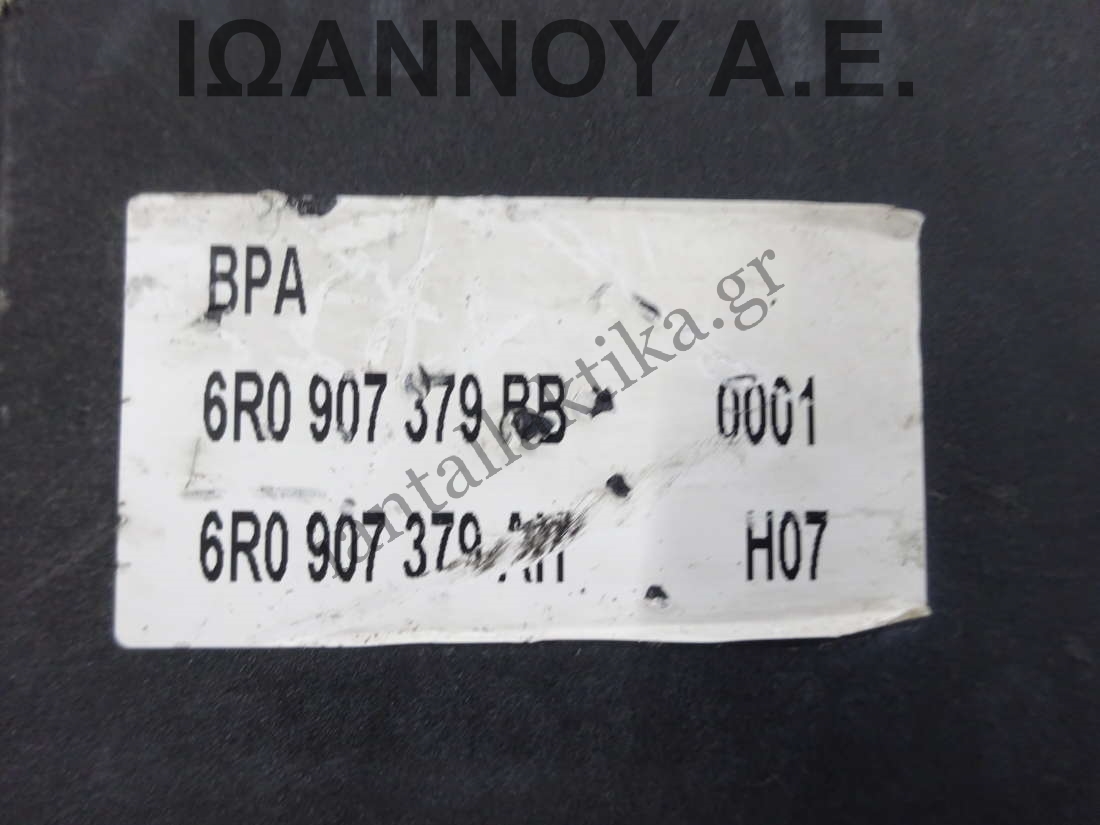 ΙΩΑΝΝΟΥ Α.Ε.
BPA
antallaktika.gr
6R0 907 379 BB 0001
6R0 907 379 H07